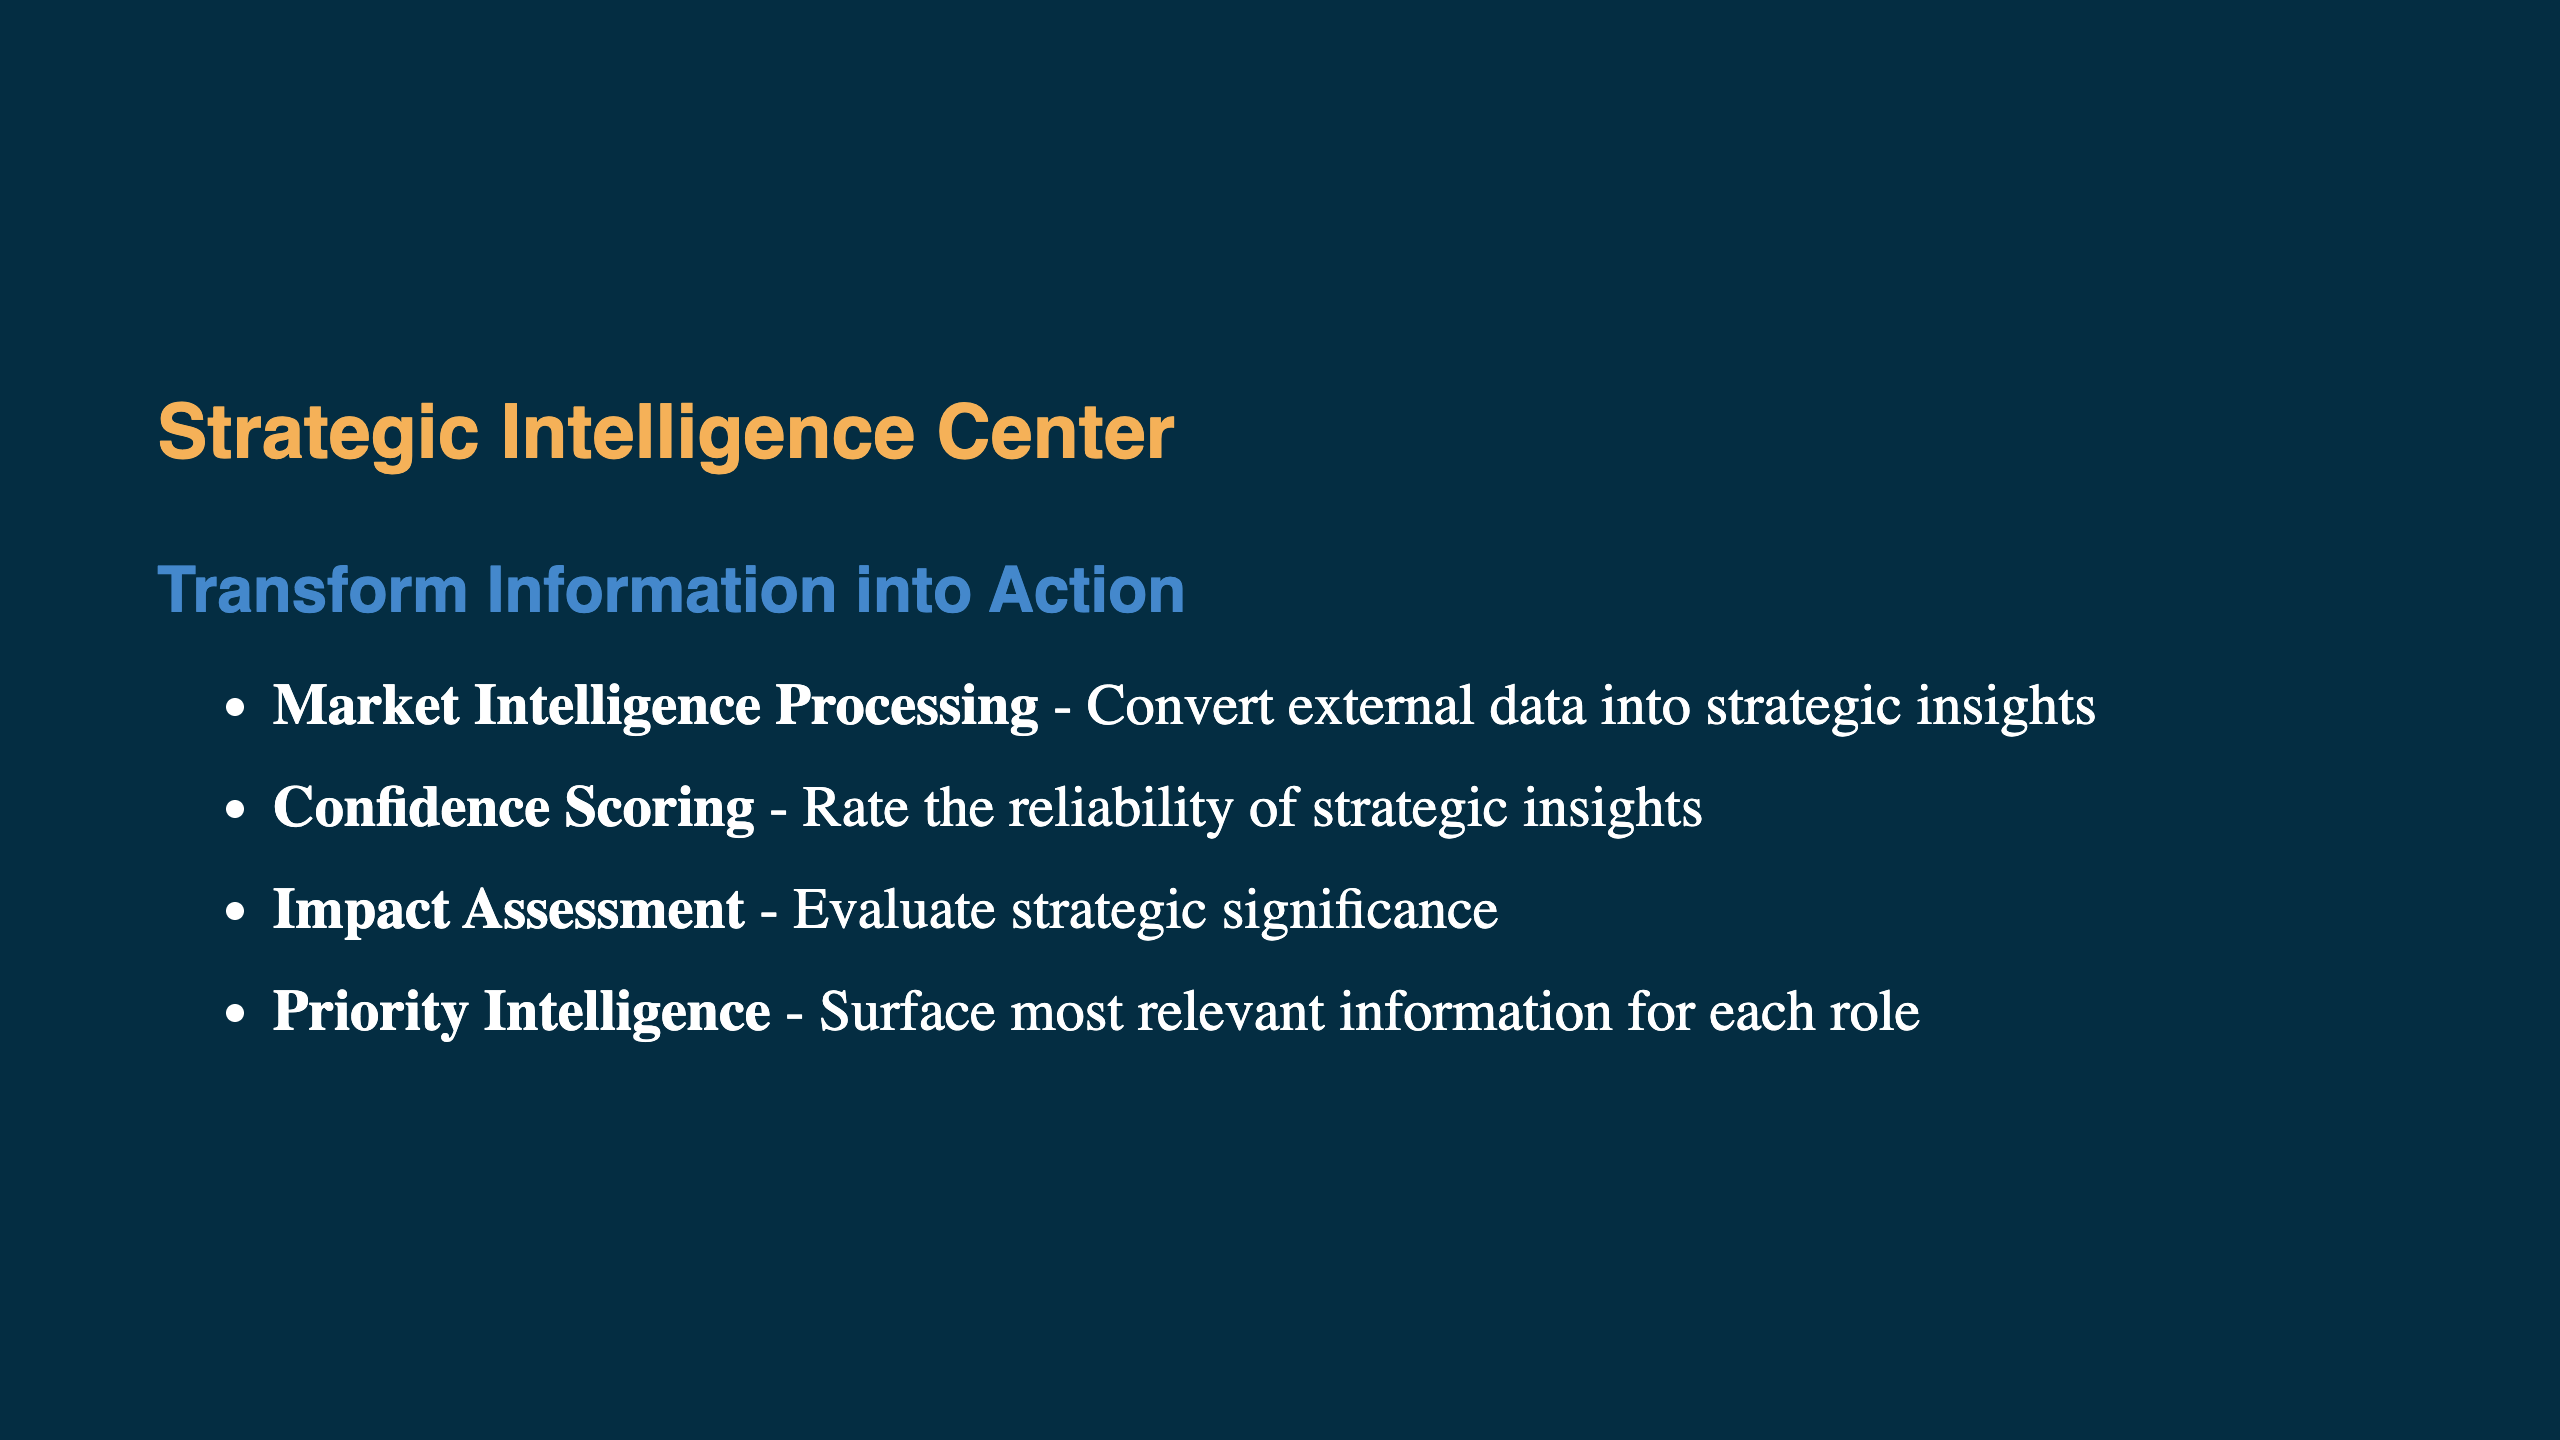 Strategic Intelligence Center
Transform Information into Action
• Market Intelligence Processing - Convert external data into strategic insights
• Confidence Scoring - Rate the reliability of strategic insights
• Impact Assessment - Evaluate strategic significance
• Priority Intelligence - Surface most relevant information for each role